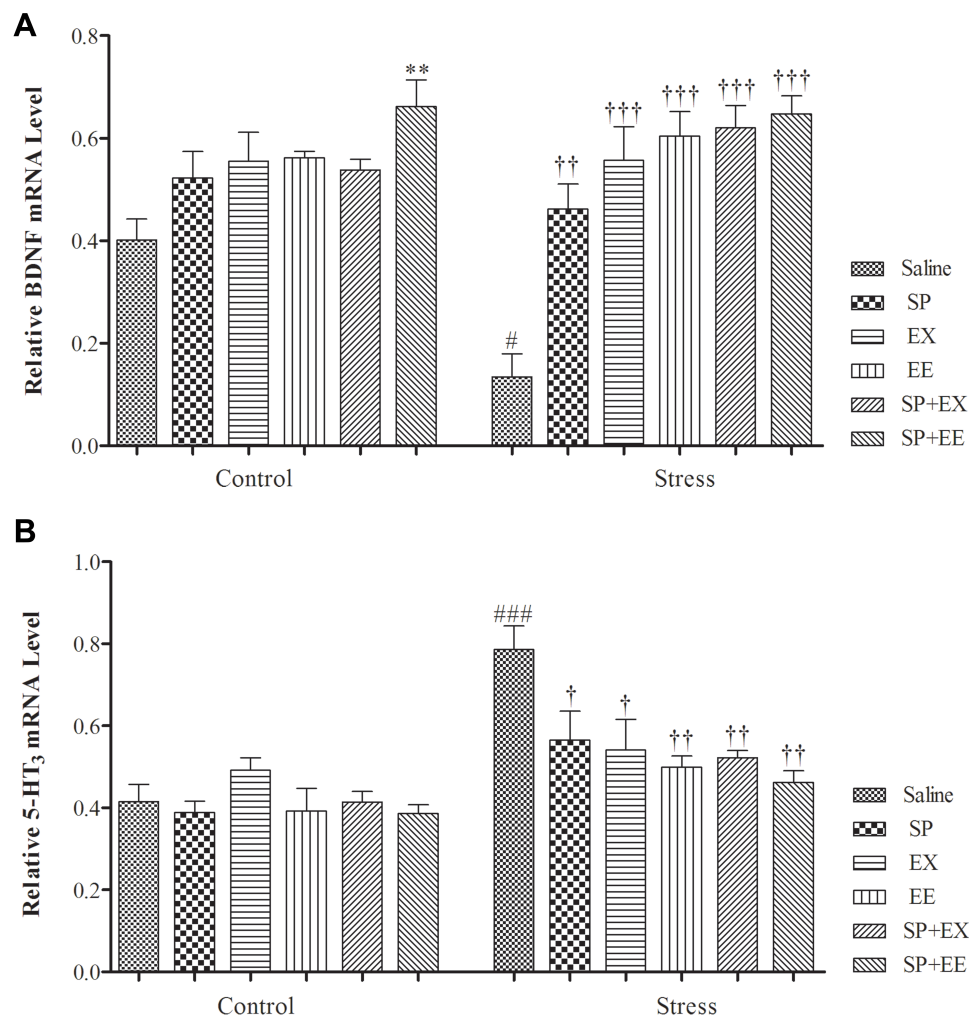 A
Relative BDNF mRNA Level
0.8
0.6
0.4
0.2
0.0
**
#
††
†††
†††
†††
†††
Control
Stress
Saline
SP
EX
EE
SP+EX
SP+EE
B
Relative 5-HT3 mRNA Level
1.0
0.8
0.6
0.4
0.2
0.0
###
†
†
††
††
††
Control
Stress
Saline
SP
EX
EE
SP+EX
SP+EE